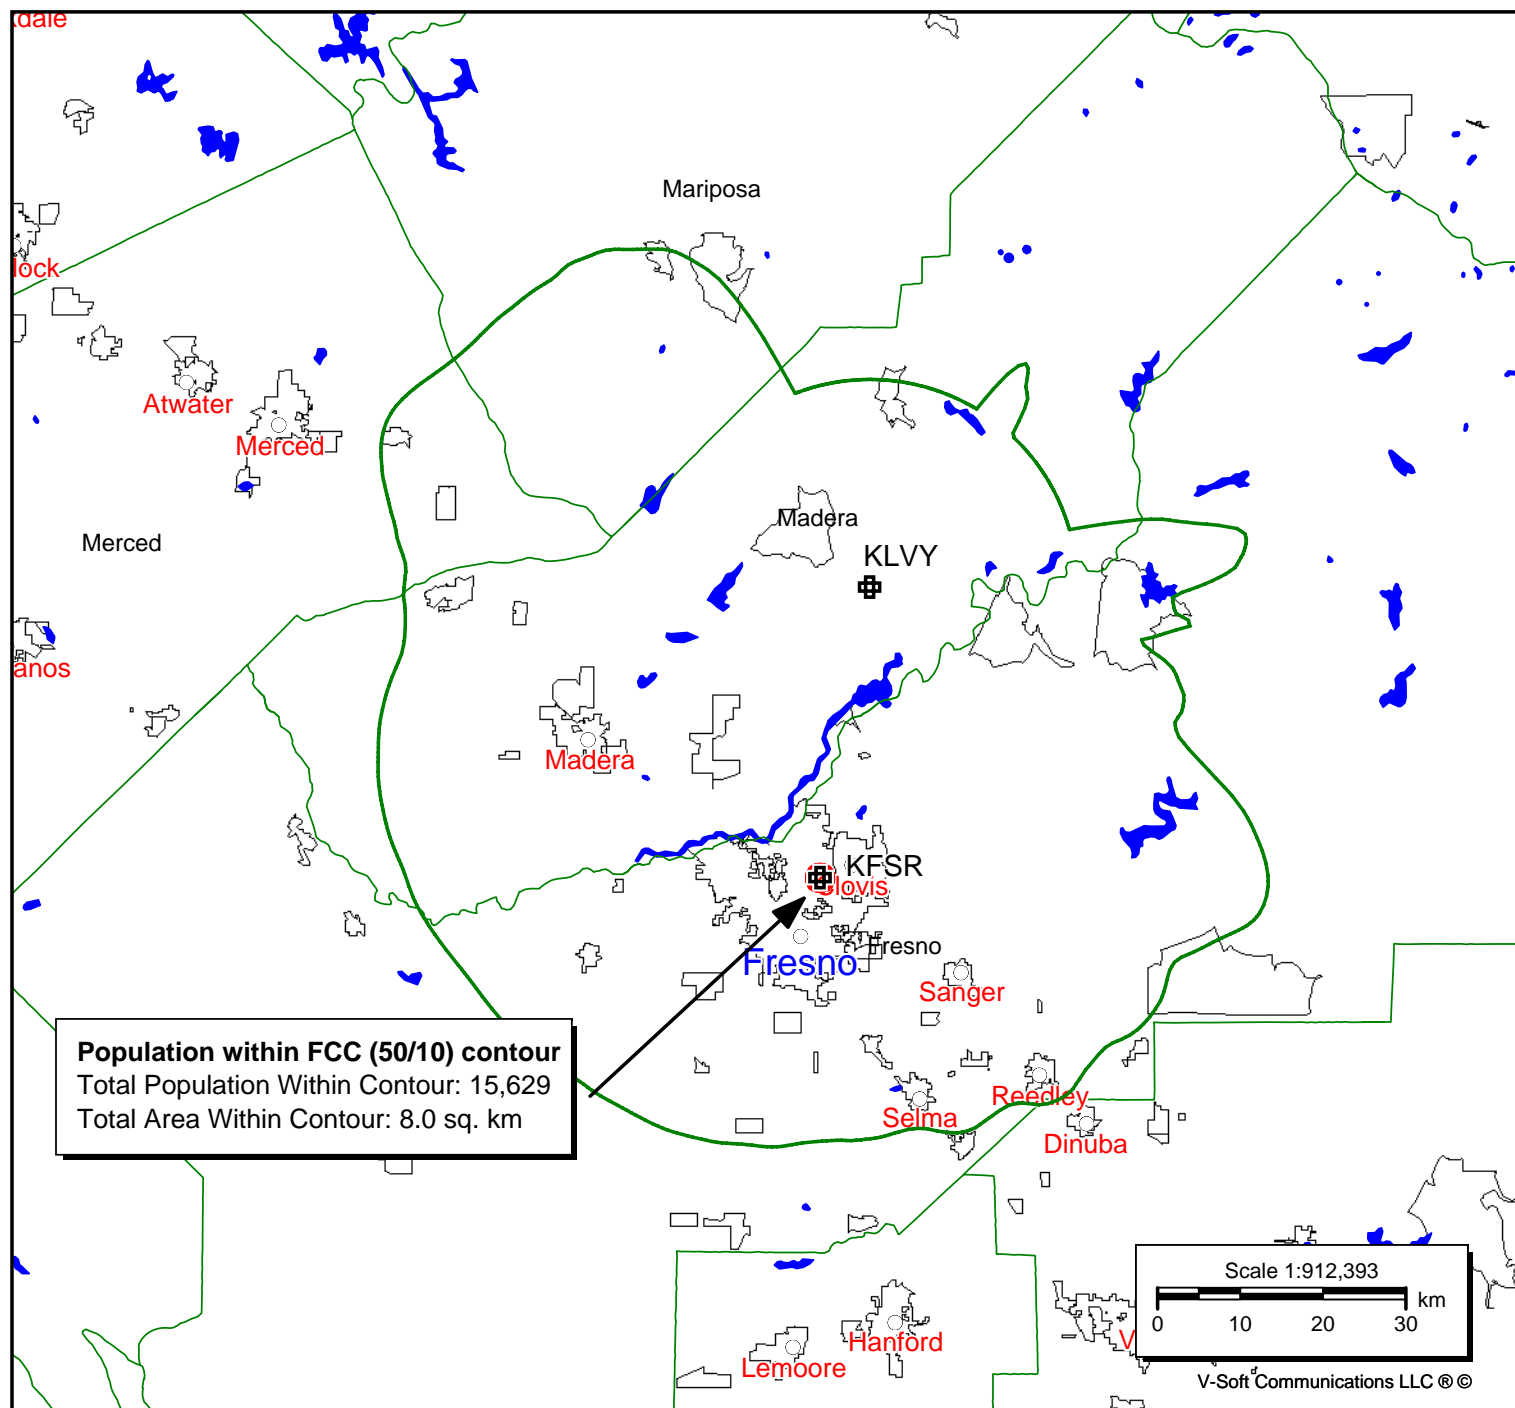 kdale
Mariposa
lock
Atwater
Merced
Merced
Madera
KLVY
anos
Madera
KFSR
Clovis
Fresno
Fresno
Sanger
Population within FCC (50/10) contour
Total Population Within Contour: 15,629
Total Area Within Contour: 8.0 sq. km
Reedley
Selma
Dinuba
Scale 1:912,393
km
0 10 20 30
Hanford
V
Lemoore
V-Soft Communications LLC ® ©